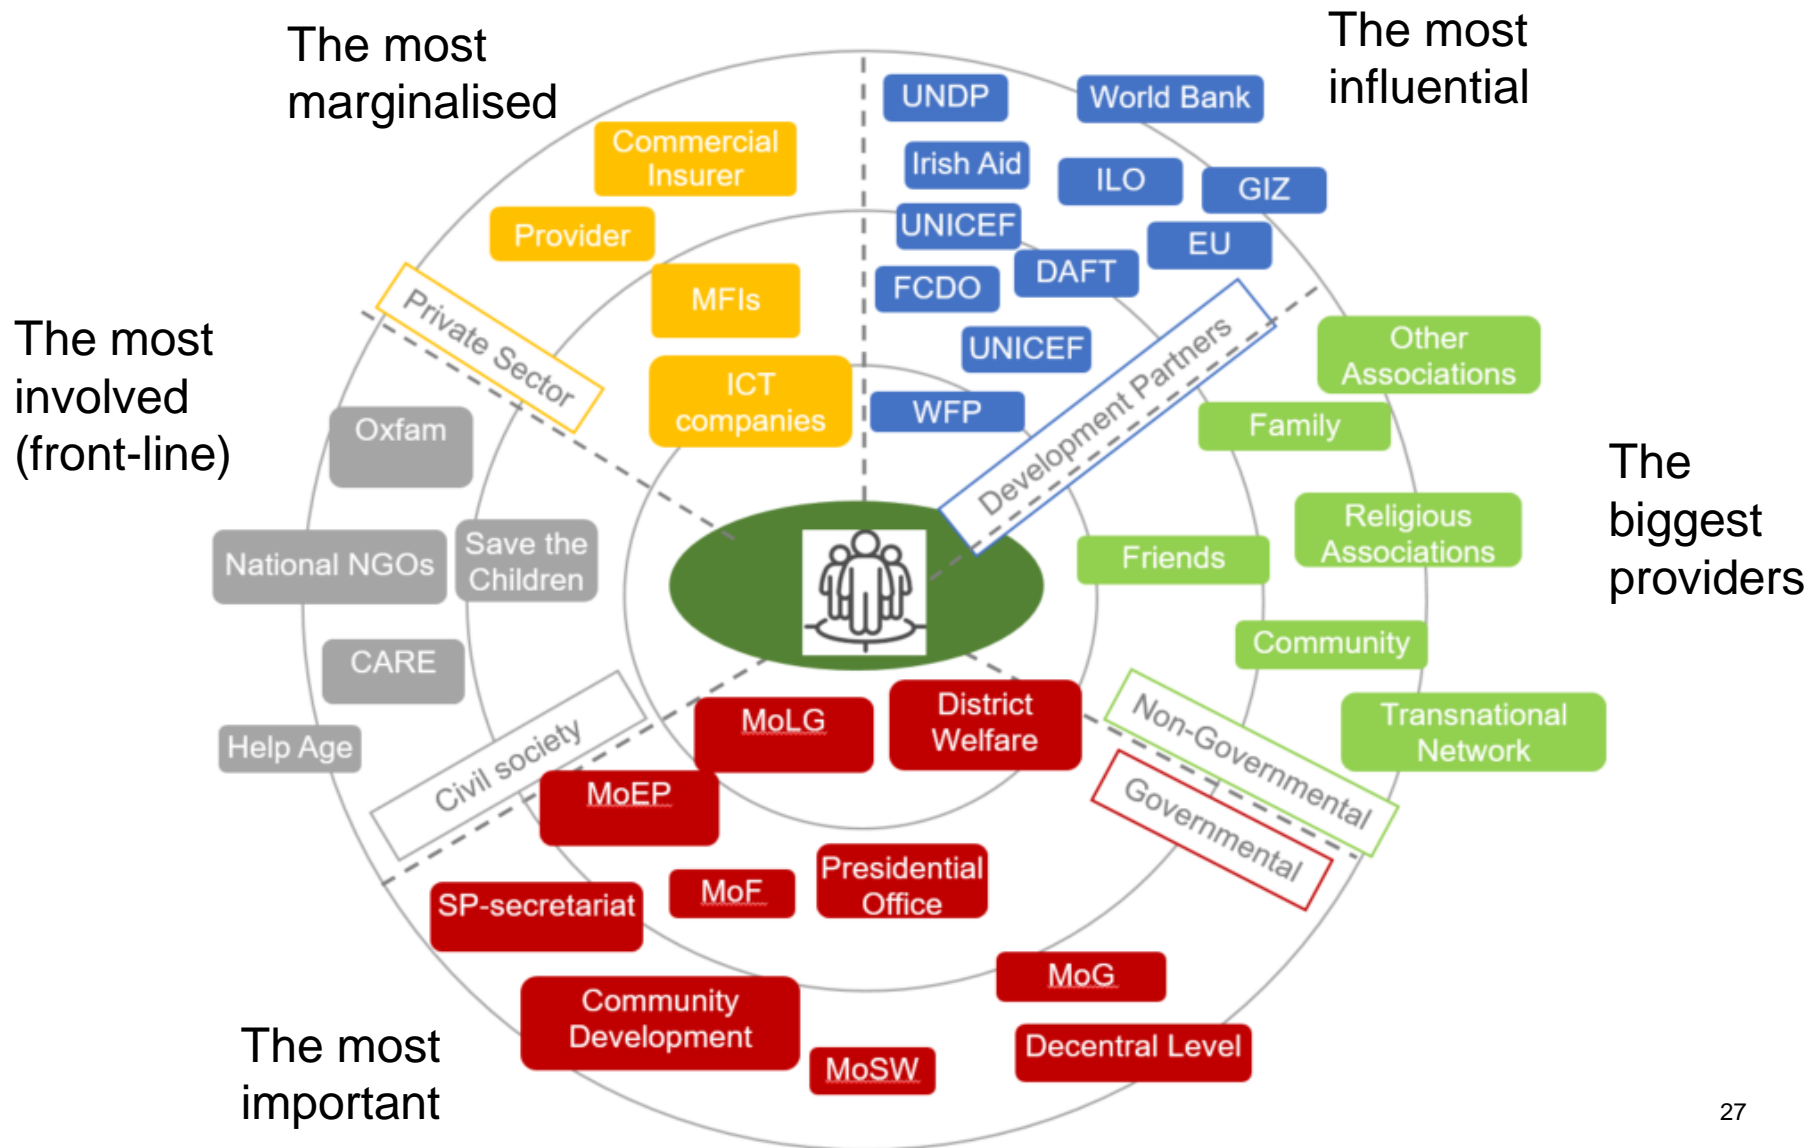 The most
marginalised
The most
influential
UNDP
World Bank
Commercial
Insurer
Irish Aid
ILO
GIZ
Provider
UNICEF
EU
DAFT
FCDO
MFIs
Private Sector
UNICEF
Development Partners
Other
Associations
The most
involved
(front-line)
ICT
companies
WFP
Family
Oxfam
The
biggest
providers
Religious
Associations
National NGOs
Save the
Children
Friends
Community
CARE
MoLG
District
Welfare
Non-Governmental
Transnational
Network
Help Age
Civil society
MoEP
Governmental
SP-secretariat
MoF
Presidential
Office
MoG
Community
Development
Decentral Level
MoSW
The most
important
27